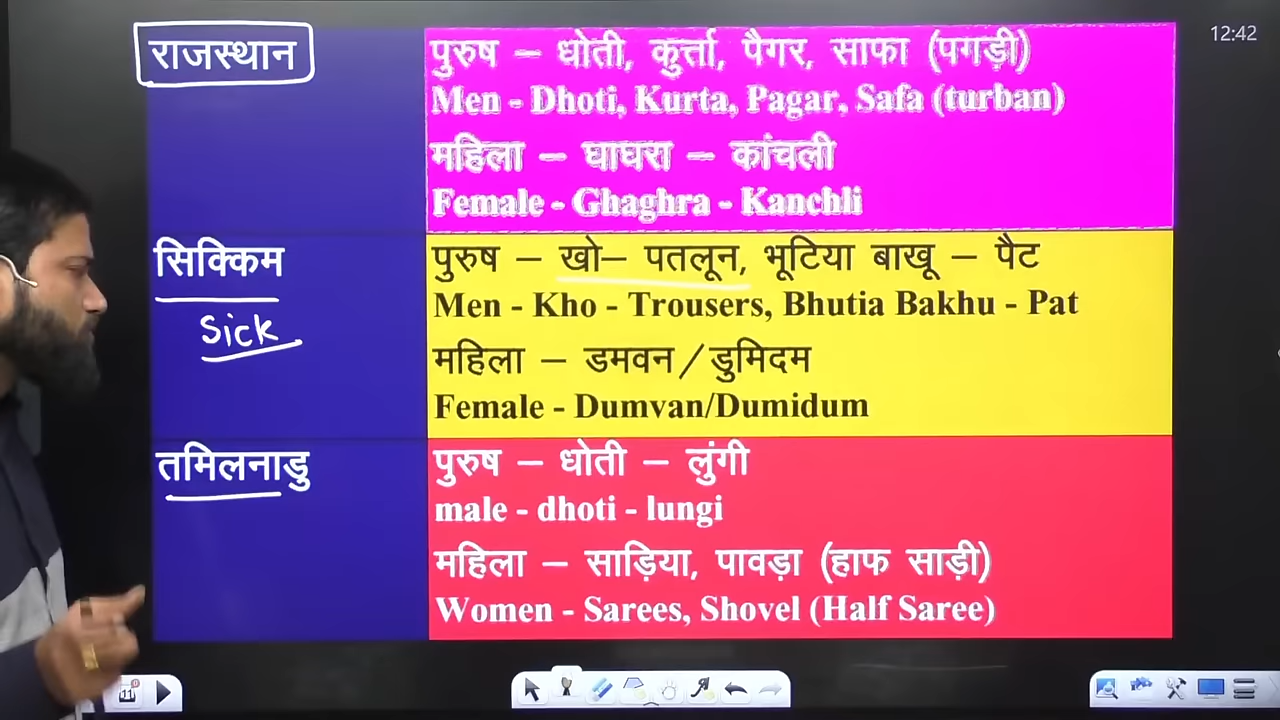 12:42
राजस्थान
पुरुष – धोती, कुर्त्ता, पैगर, साफा (पगड़ी)
Men - Dhoti, Kurta, Pagar, Safa (turban)
महिला – घाघरा – कांचली
Female - Ghaghra - Kanchli
सिक्किम
Sick
पुरुष – खो– पतलून, भूटिया बाखू – पैट
Men - Kho - Trousers, Bhutia Bakhu - Pat
महिला – डमवन/डुमिदम
Female - Dumvan/Dumidum
तमिलनाडु
पुरुष – धोती – लुंगी
male - dhoti - lungi
महिला – साड़िया, पावड़ा (हाफ साड़ी)
Women - Sarees, Shovel (Half Saree)
11